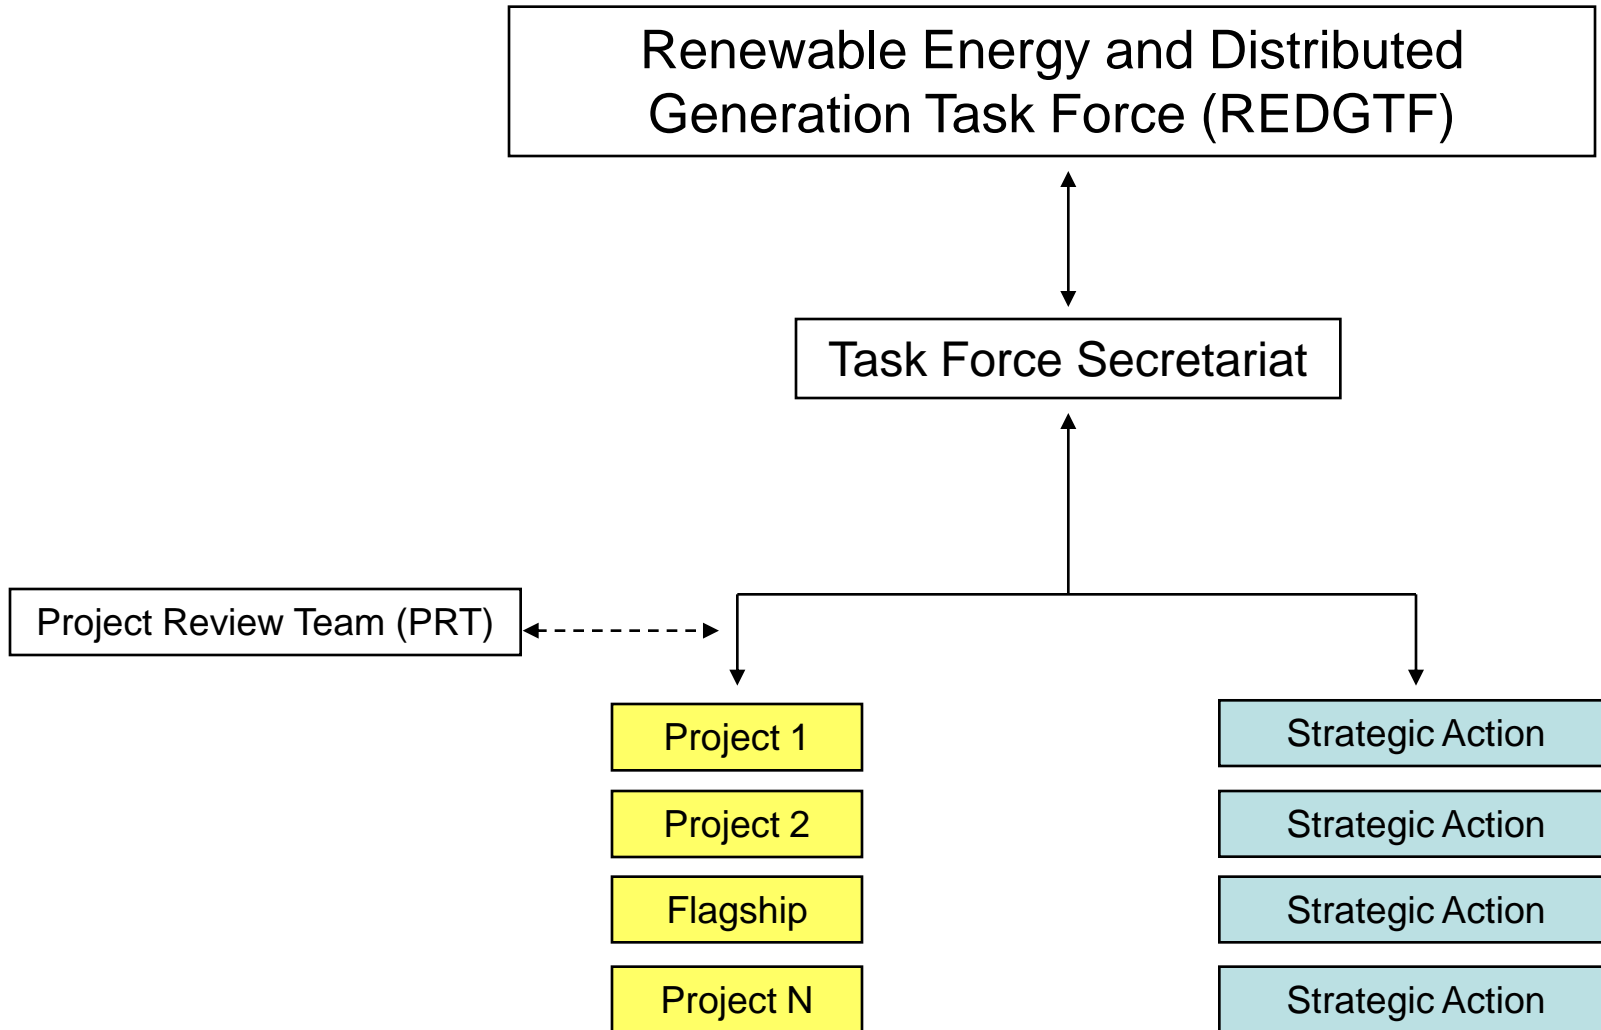 Renewable Energy and Distributed
Generation Task Force (REDGTF)
Task Force Secretariat
Project Review Team (PRT)
Project 1
Strategic Action
Project 2
Strategic Action
Flagship
Strategic Action
Project N
Strategic Action